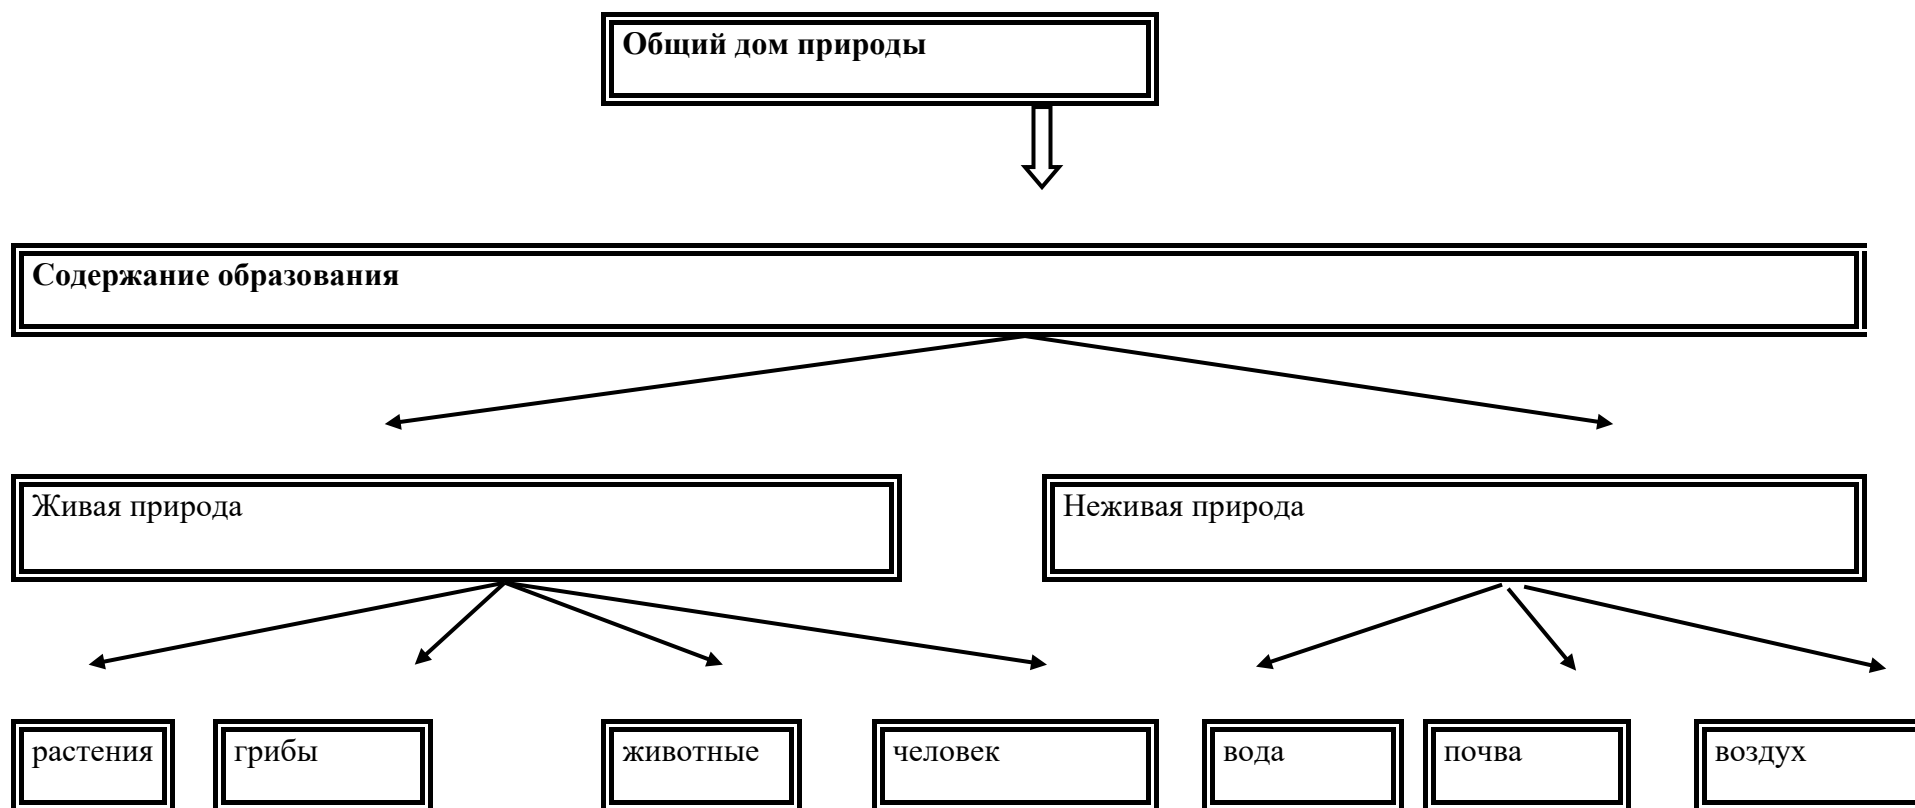 Общий дом природы
Содержание образования
Живая природа
Неживая природа
растения
грибы
животные
человек
вода
почва
воздух